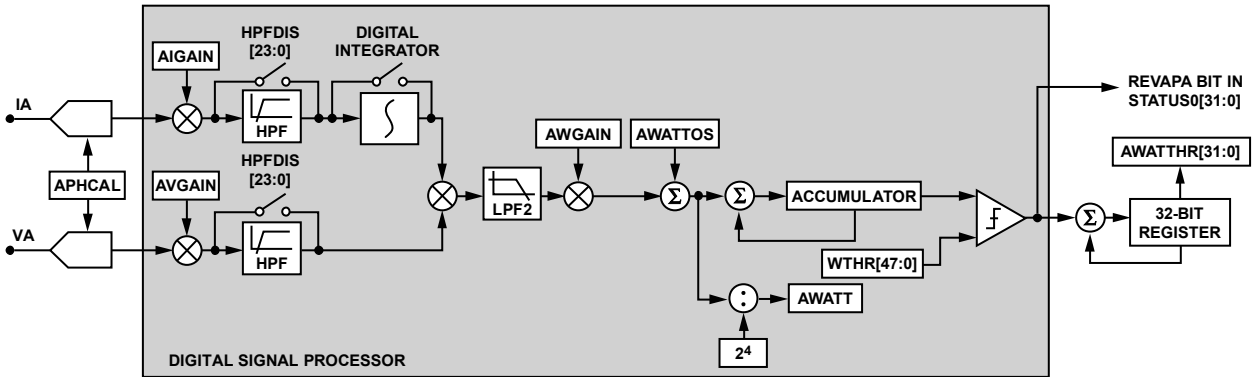 HPFDIS
[23:0]
DIGITAL
INTEGRATOR
AIGAIN
IA
HPF
REVAPA BIT IN
STATUS0[31:0]
AWGAIN
AWATTOS
AWATTHR[31:0]
HPFDIS
[23:0]
APHCAL
AVGAIN
LPF2
Σ
Σ
ACCUMULATOR
Σ
32-BIT
REGISTER
VA
HPF
WTHR[47:0]
:
AWATT
2⁴
DIGITAL SIGNAL PROCESSOR